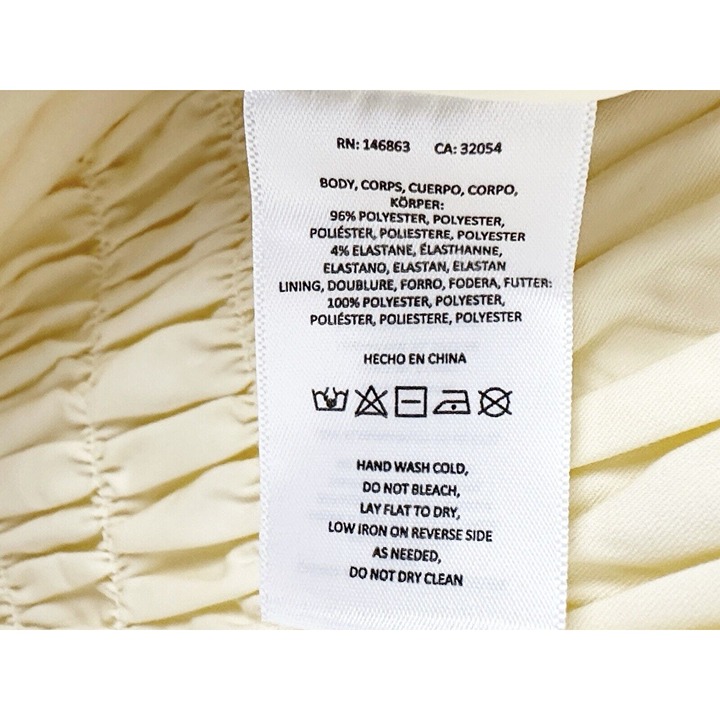 RN: 146863 CA: 32054
BODY, CORPS, CUERPO, CORPO,
KÖRPER:
96% POLYESTER, POLYESTER,
POLIÉSTER, POLIESTERE, POLYESTER
4% ELASTANE, ÉLASTHANNE,
ELASTANO, ELASTAN, ELASTAN
LINING, DOUBLURE, FORRO, FODERA, FUTTER:
100% POLYESTER, POLYESTER,
POLIÉSTER, POLIESTERE, POLYESTER
HECHO EN CHINA
HAND WASH COLD,
DO NOT BLEACH,
LAY FLAT TO DRY,
LOW IRON ON REVERSE SIDE
AS NEEDED,
DO NOT DRY CLEAN